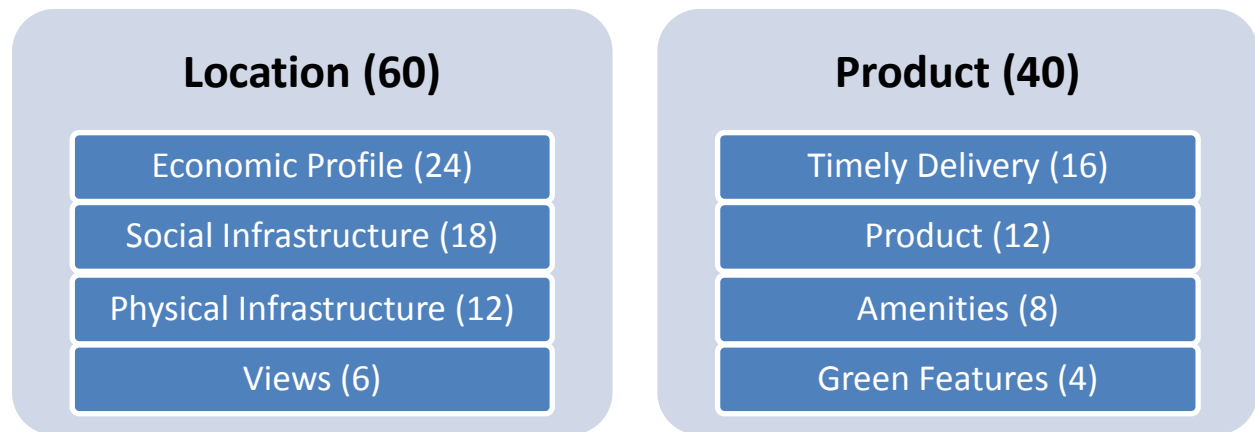 Location (60)
Economic Profile (24)
Social Infrastructure (18)
Physical Infrastructure (12)
Views (6)
Product (40)
Timely Delivery (16)
Product (12)
Amenities (8)
Green Features (4)